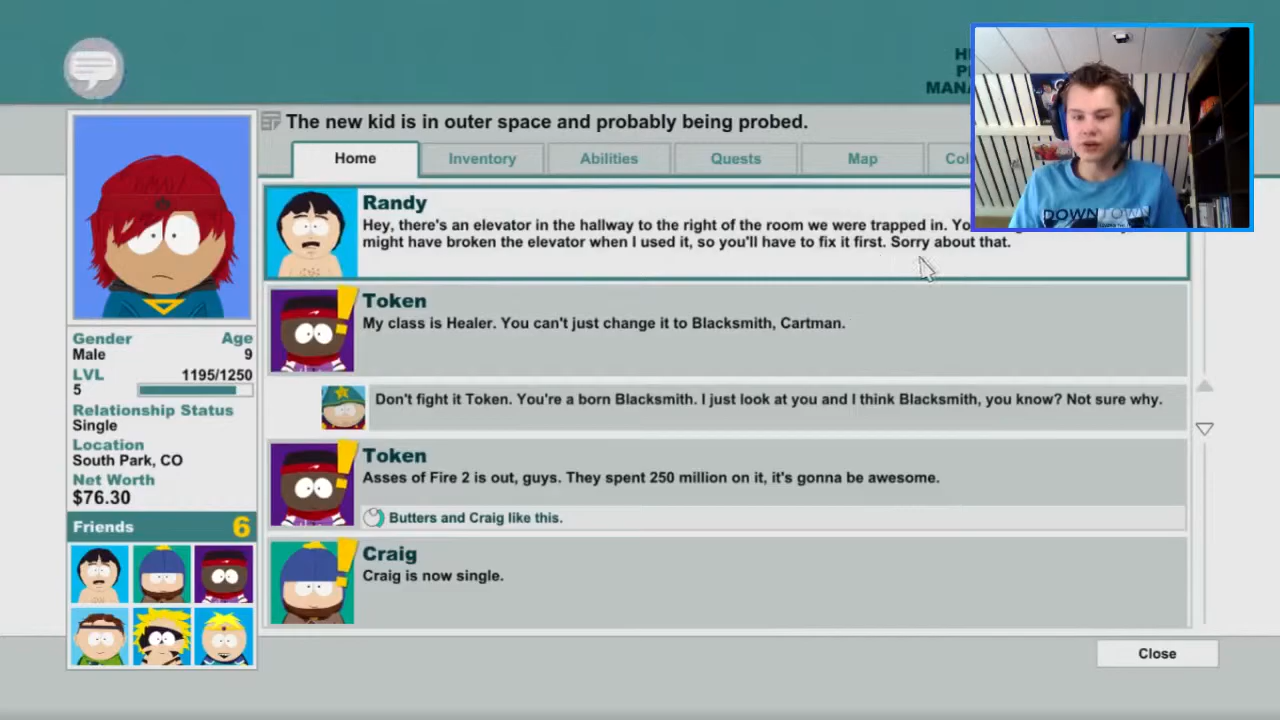 The new kid is in outer space and probably being probed.
Home Inventory Abilities Quests Map
Randy
Hey, there's an elevator in the hallway to the right of the room we were trapped in.
might have broken the elevator when I used it, so you'll have to fix it first. Sorry about that.
Token
My class is Healer. You can't just change it to Blacksmith, Cartman.
Don't fight it Token. You're a born Blacksmith. I just look at you and I think Blacksmith, you know? Not sure why.
Token
Asses of Fire 2 is out, guys. They spent 250 million on it, it's gonna be awesome.
Butters and Craig like this.
Craig
Craig is now single.
Gender Age
Male 9
LVL 1195/1250
5
Relationship Status
Single
Location
South Park, CO
Net Worth
$76.30
Friends 6
Close
DOWNTOWN